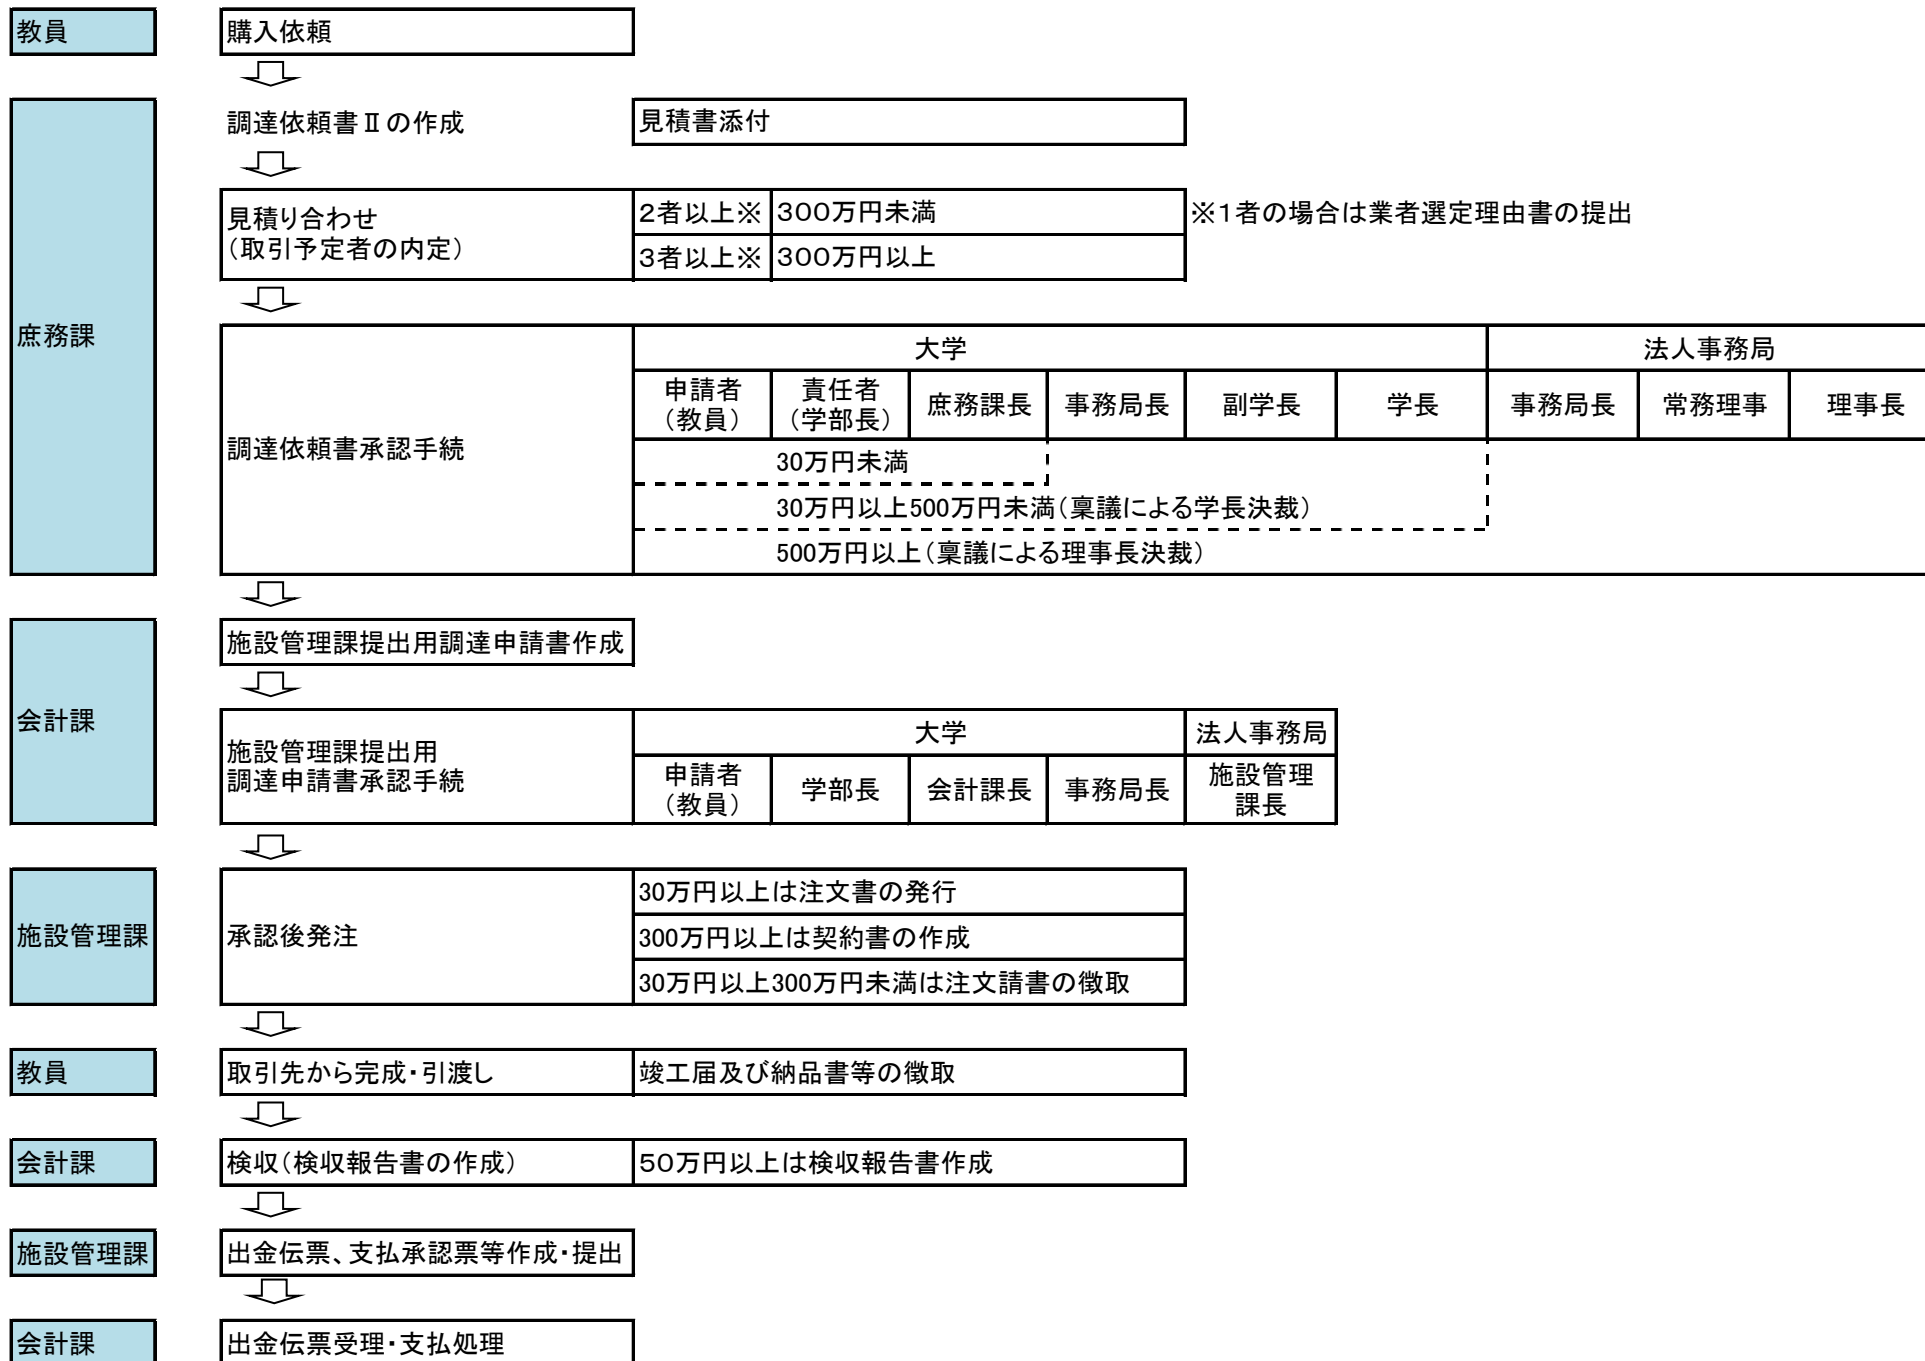 教員
購入依頼
庶務課
調達依頼書Ⅱの作成
見積書添付
見積り合わせ
(取引予定者の内定)
2者以上※
300万円未満
※1者の場合は業者選定理由書の提出
3者以上※
300万円以上
調達依頼書承認手続
大学
法人事務局
申請者
(教員)
責任者
(学部長)
庶務課長
事務局長
副学長
学長
事務局長
常務理事
理事長
30万円未満
30万円以上500万円未満(稟議による学長決裁)
500万円以上(稟議による理事長決裁)
会計課
施設管理課提出用調達申請書作成
施設管理課提出用
調達申請書承認手続
大学
法人事務局
申請者
(教員)
学部長
会計課長
事務局長
施設管理
課長
施設管理課
承認後発注
30万円以上は注文書の発行
300万円以上は契約書の作成
30万円以上300万円未満は注文請書の徴取
教員
取引先から完成・引渡し
竣工届及び納品書等の徴取
会計課
検収(検収報告書の作成)
50万円以上は検収報告書作成
施設管理課
出金伝票、支払承認票等作成・提出
会計課
出金伝票受理・支払処理